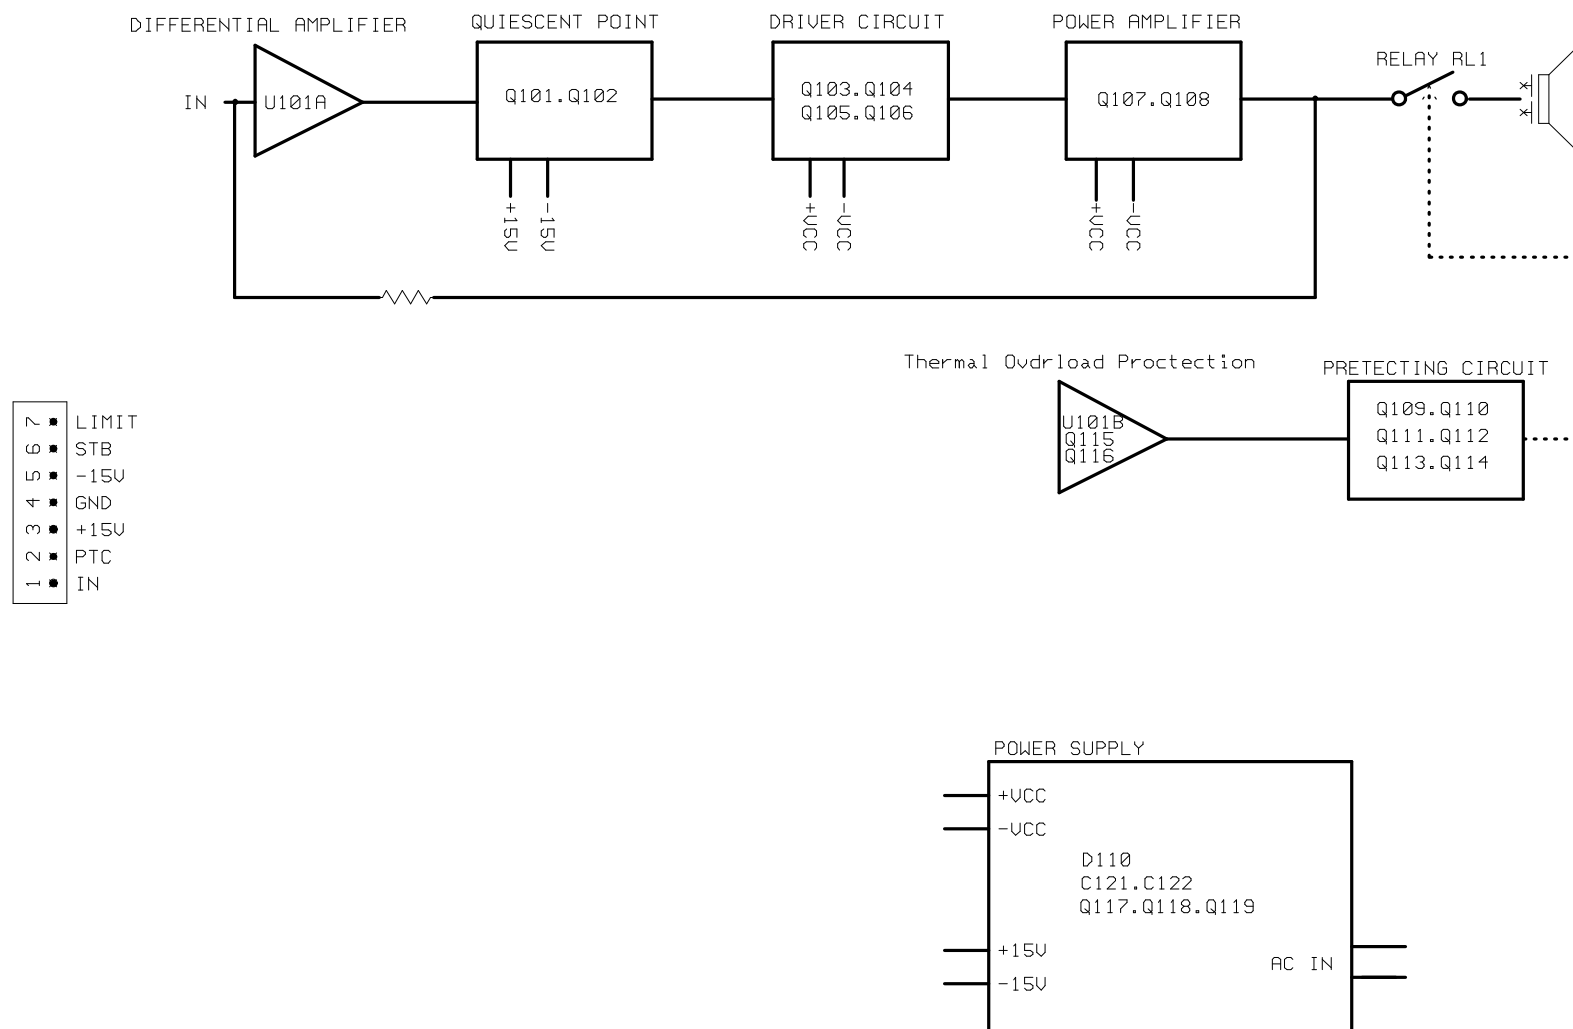 DIFFERENTIAL AMPLIFIER
QUIESCENT POINT
DRIVER CIRCUIT
POWER AMPLIFIER
RELAY RL1
IN
U101A
Q101.Q102
Q103.Q104
Q105.Q106
Q107.Q108
+15V
-15V
+VCC
-VCC
+VCC
-VCC
Thermal Ovdrload Proctection
PRETECTING CIRCUIT
U101B
Q115
Q116
Q109.Q110
Q111.Q112
Q113.Q114
7 LIMIT
6 STB
5 -15V
4 GND
3 +15V
2 PTC
1 IN
POWER SUPPLY
+VCC
-VCC
D110
C121.C122
Q117.Q118.Q119
+15V
AC IN
-15V